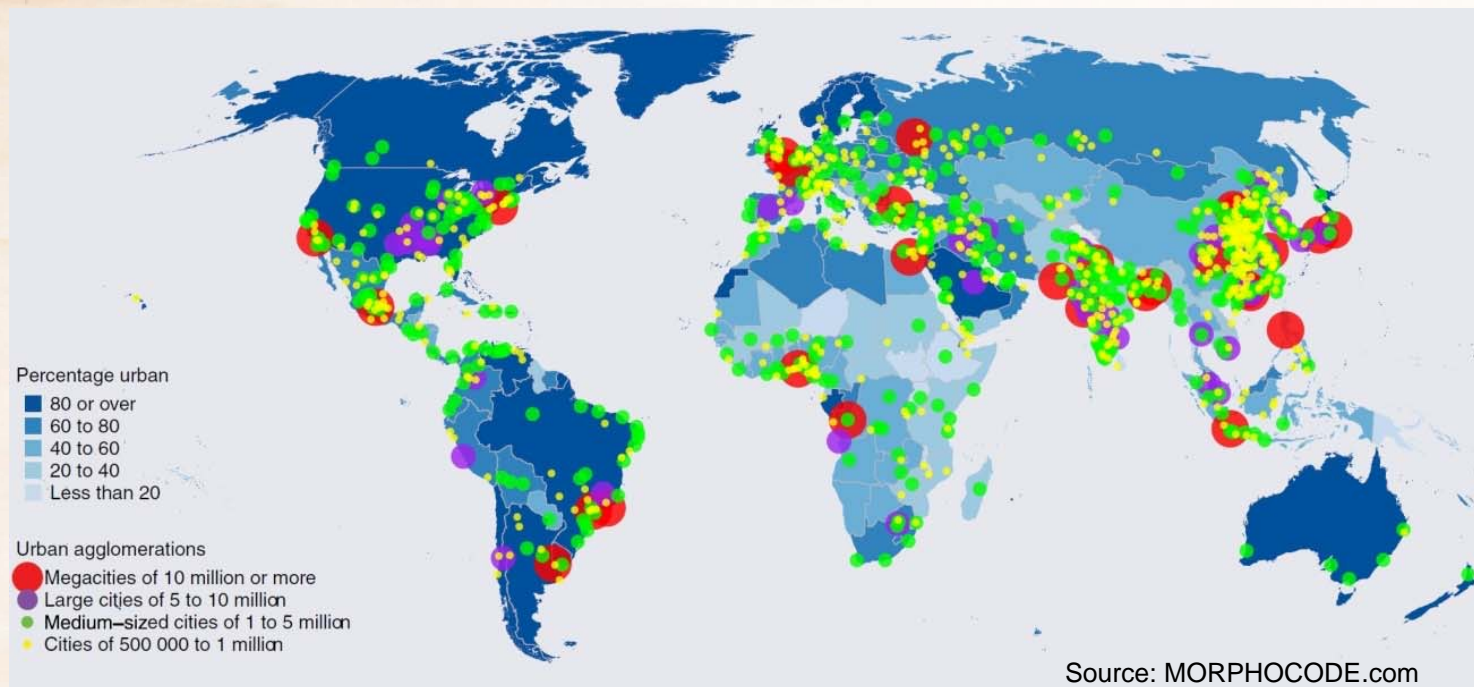 Percentage urban
80 or over
60 to 80
40 to 60
20 to 40
Less than 20
Urban agglomerations
Megacities of 10 million or more
Large cities of 5 to 10 million
Medium-sized cities of 1 to 5 million
Cities of 500 000 to 1 million
Source: MORPHOCODE.com